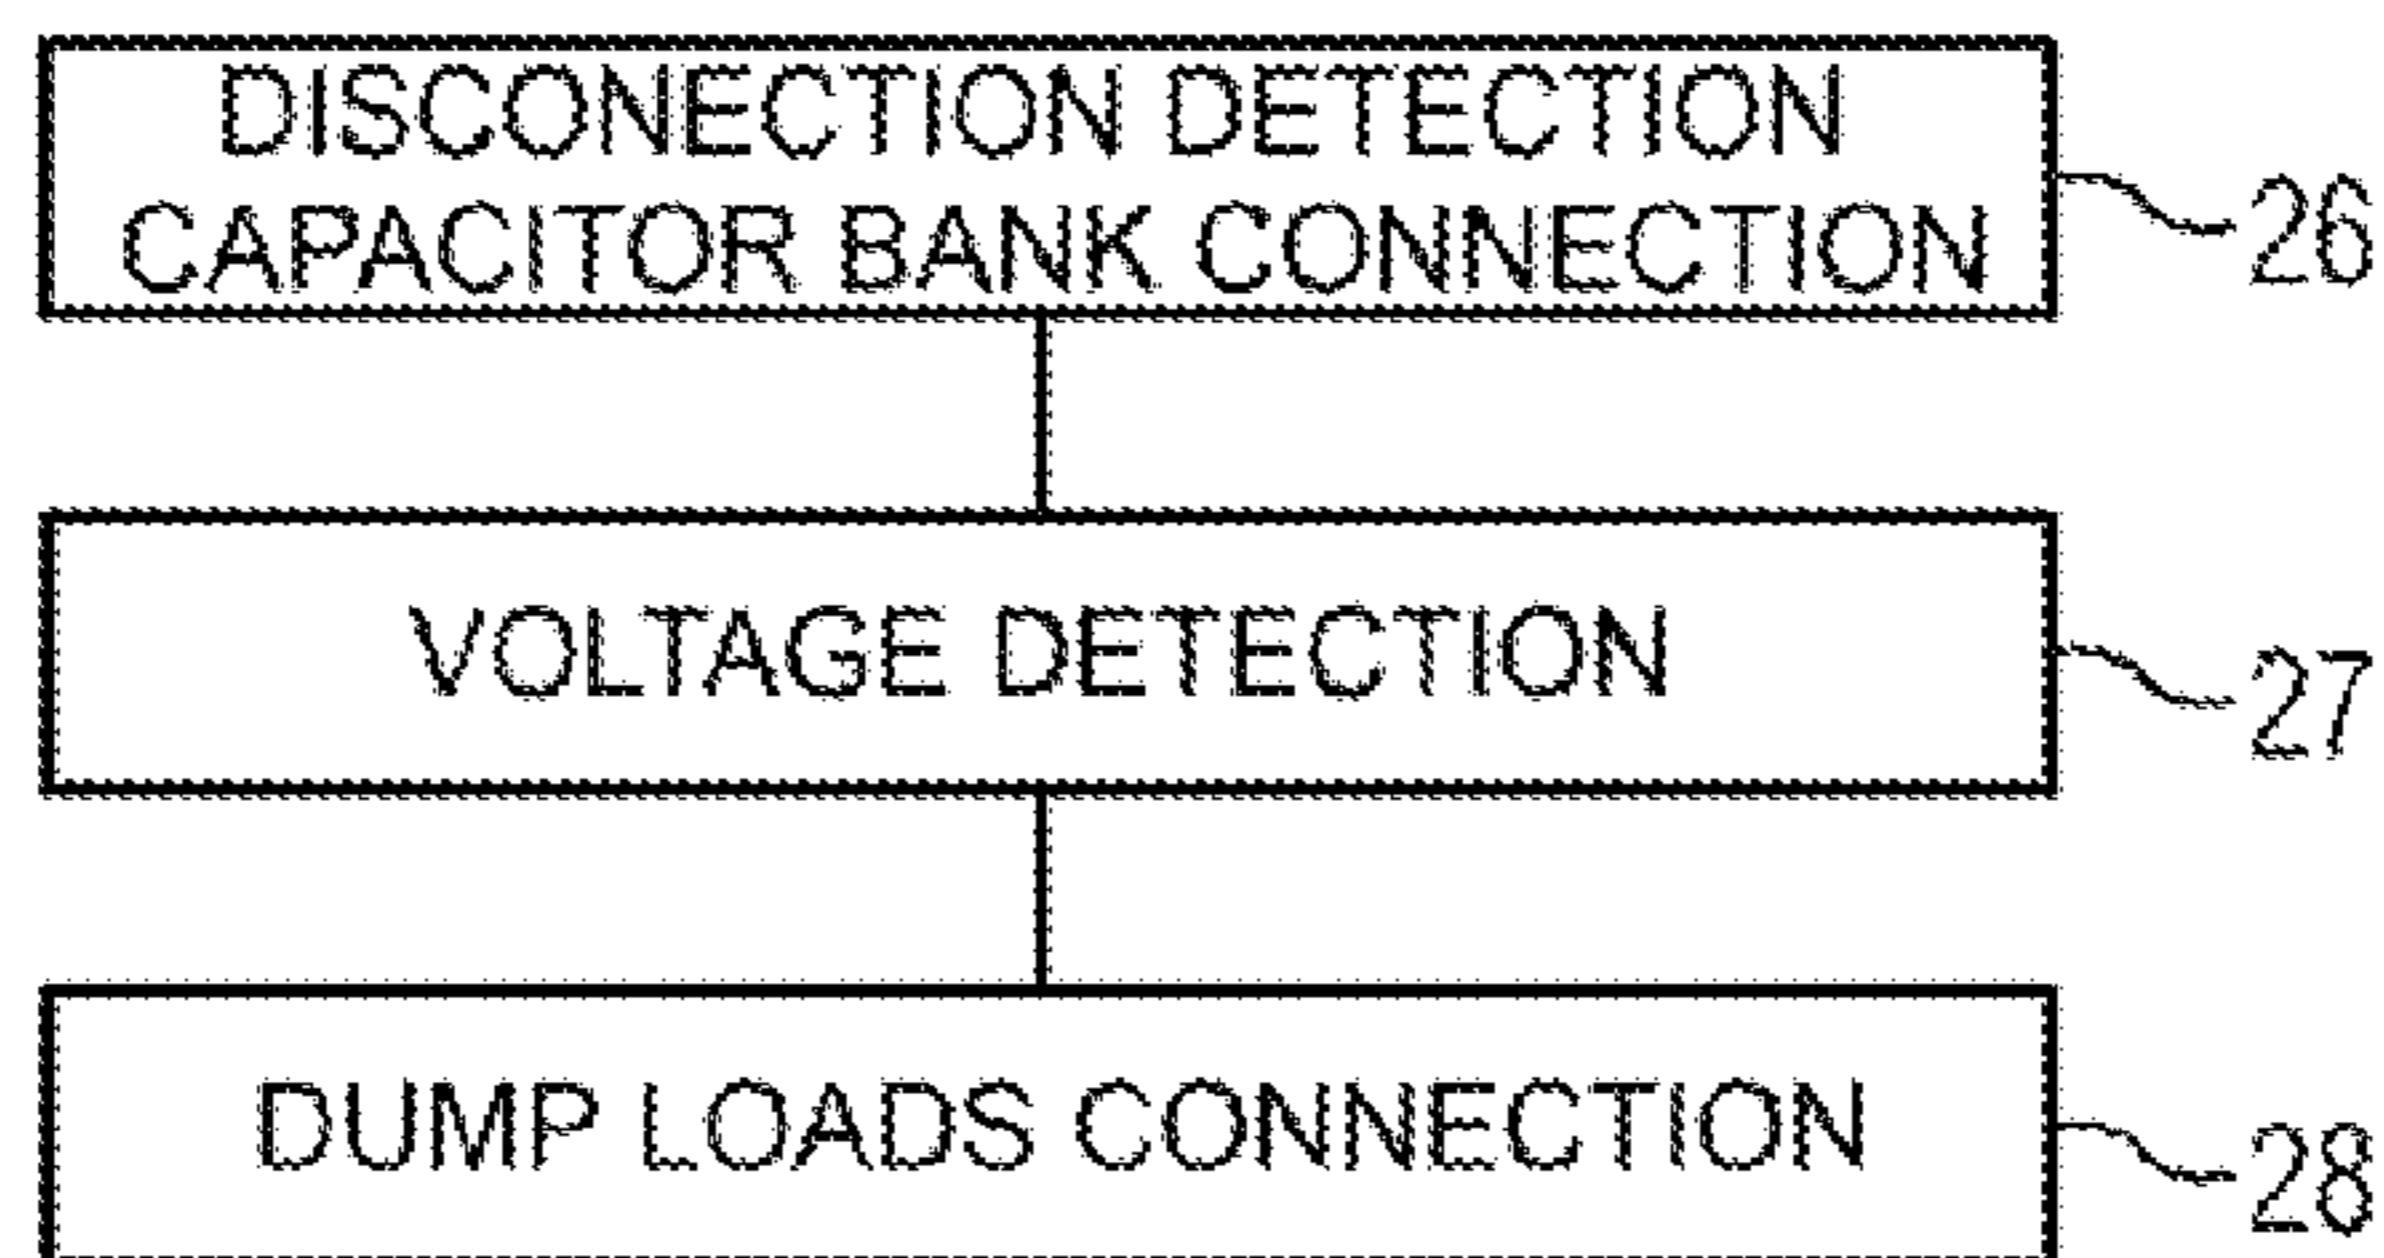 DISCONECTION DETECTION
CAPACITOR BANK CONNECTION
26
VOLTAGE DETECTION
27
DUMP LOADS CONNECTION
28